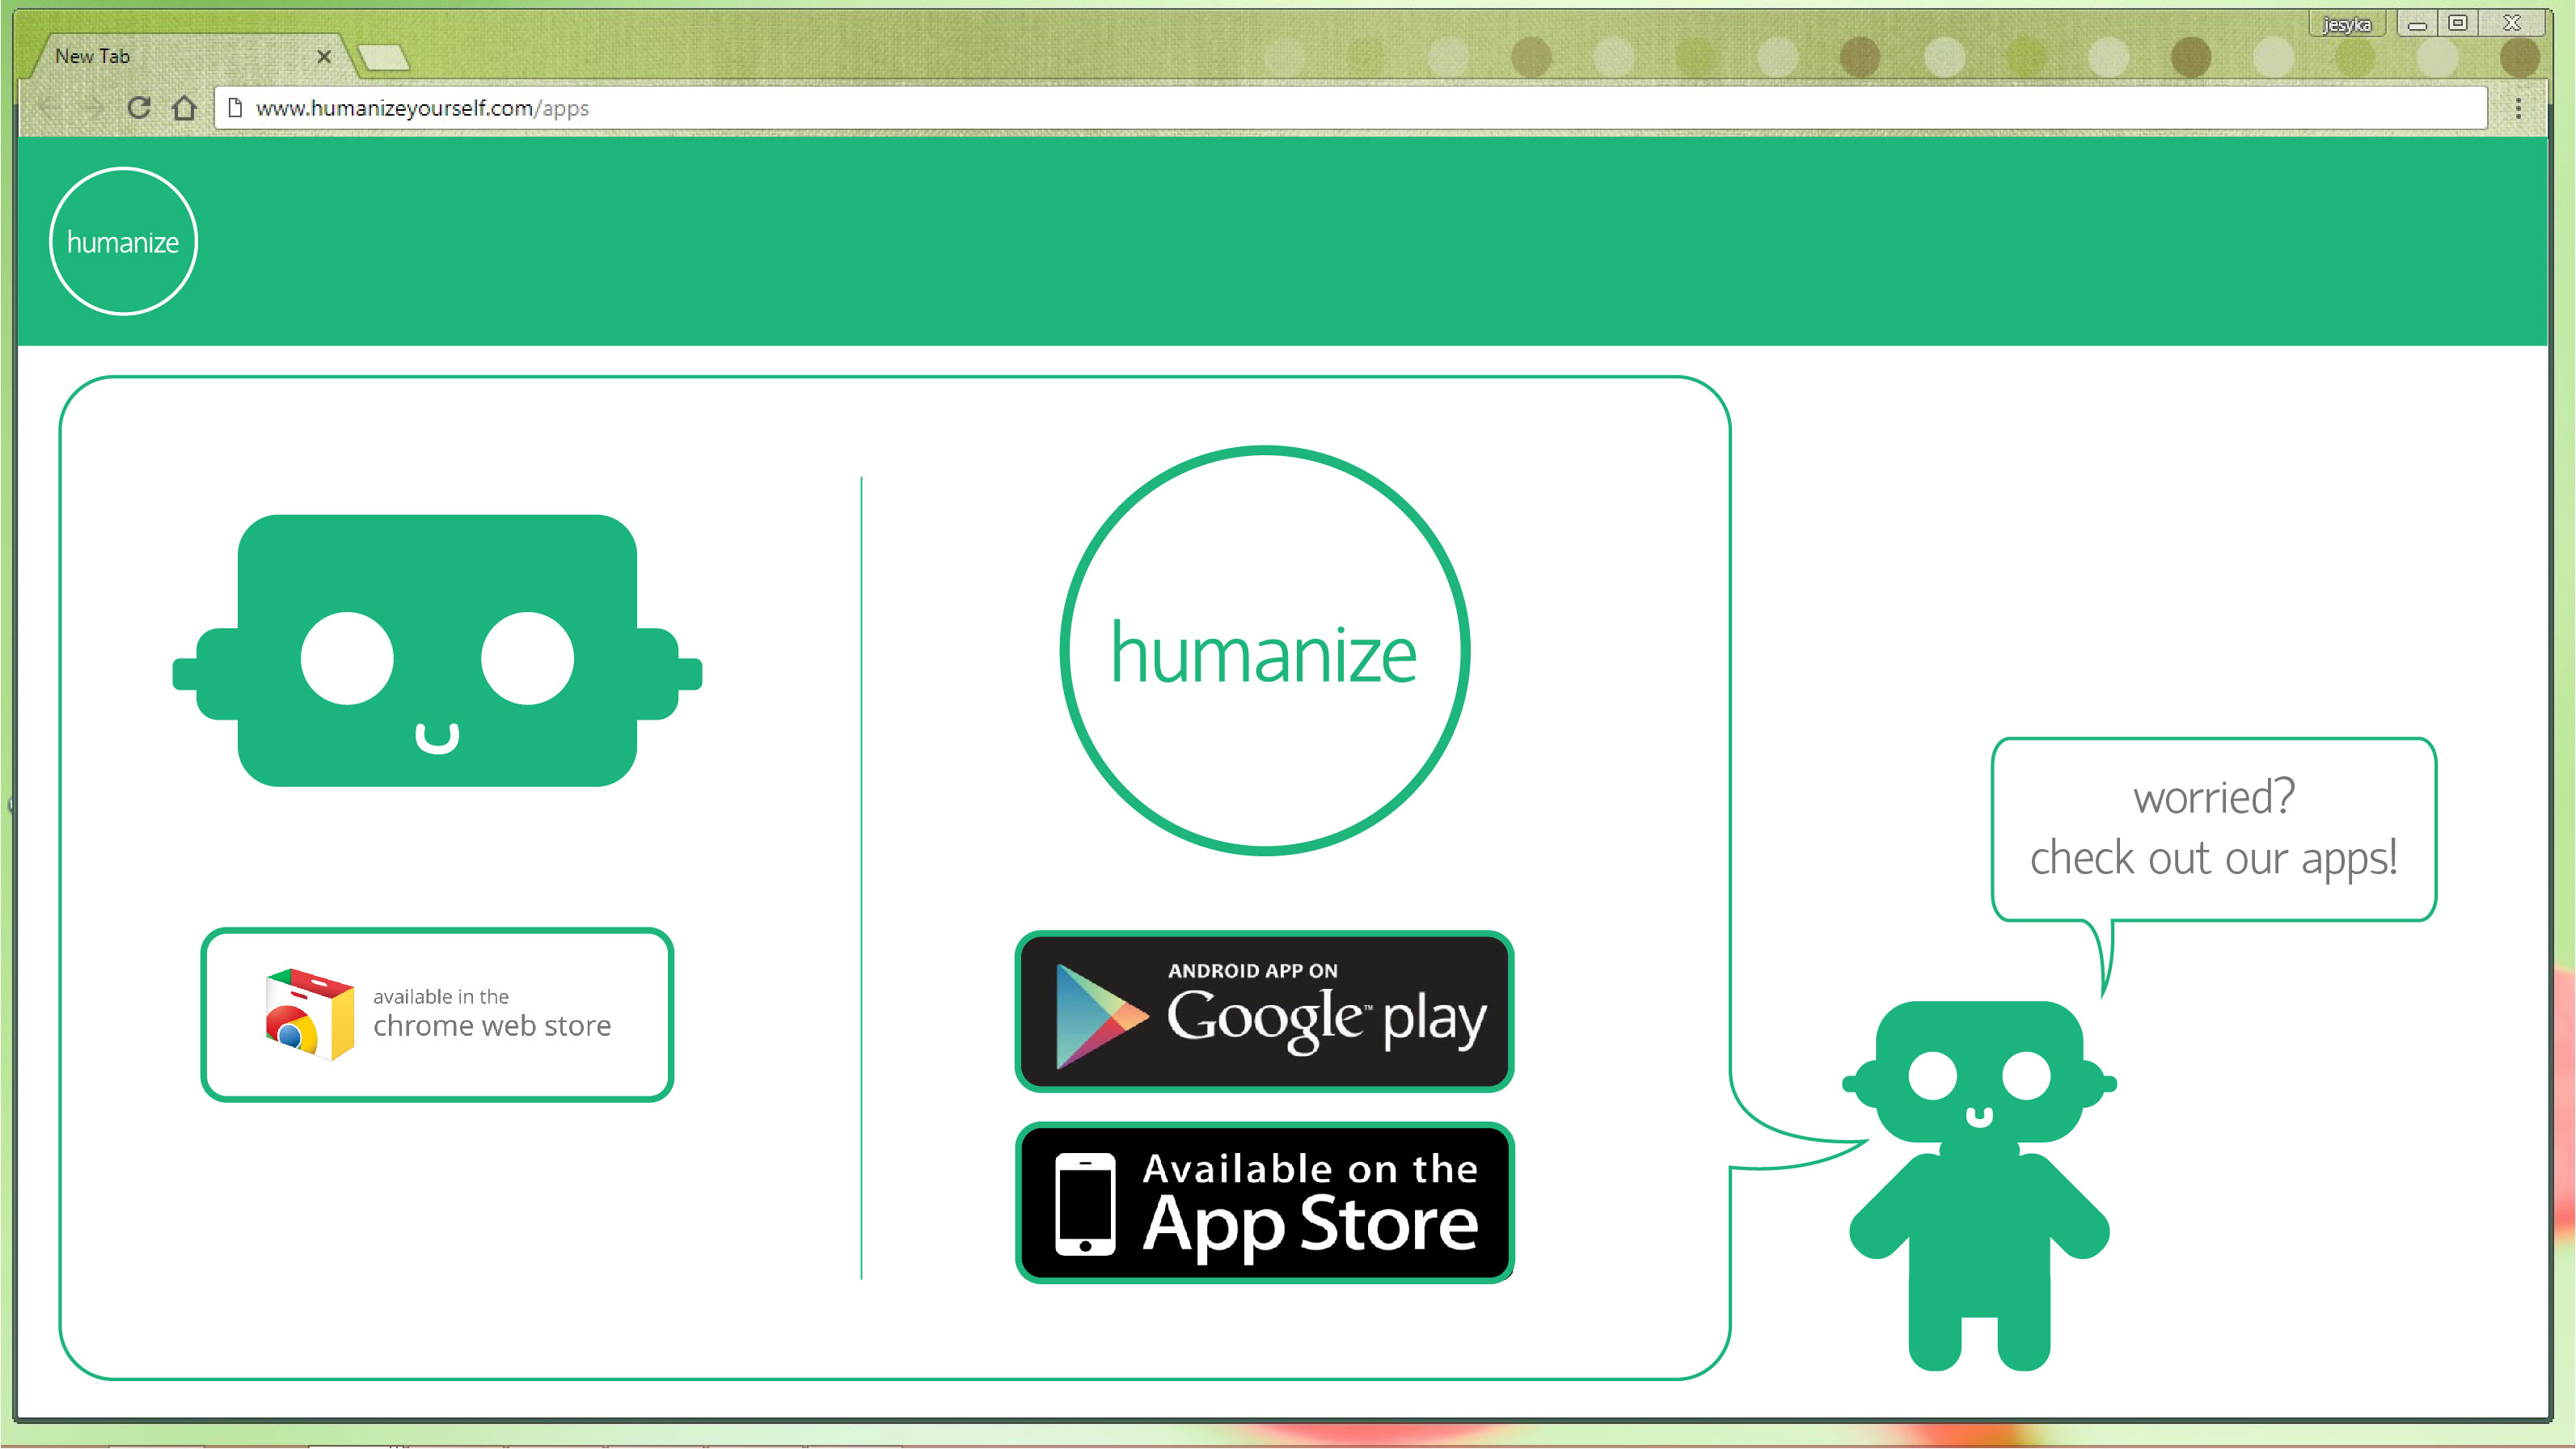 jesyka
New Tab
www.humanizeyourself.com/apps
humanize
humanize
available in the
chrome web store
ANDROID APP ON
Google™ play
Available on the
App Store
worried?
check out our apps!